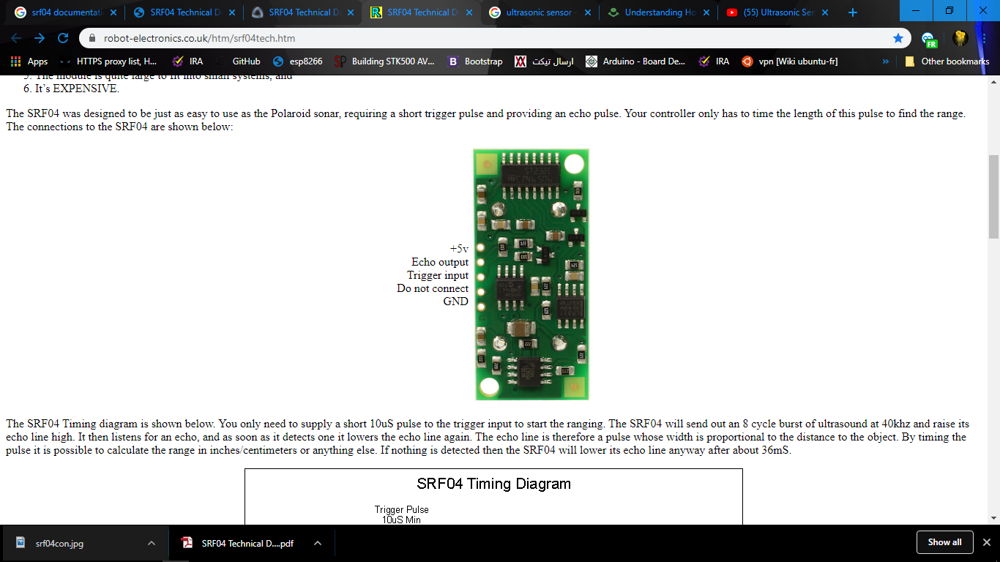 srf04 documentati
SRF04 Technical D
SRF04 Technical D
SRF04 Technical D
ultrasonic sensor -
Understanding Ho
(55) Ultrasonic Sen
robot-electronics.co.uk/htm/srf04tech.htm
FR
Apps
HTTPS proxy list, H...
IRA
GitHub
esp8266
Building STK500 AV...
Bootstrap
ارسال تیکت
Arduino - Board De...
IRA
vpn [Wiki ubuntu-fr]
Other bookmarks
5. The module is quite large to fit into small systems, and
6. It’s EXPENSIVE.
The SRF04 was designed to be just as easy to use as the Polaroid sonar, requiring a short trigger pulse and providing an echo pulse. Your controller only has to time the length of this pulse to find the range.
The connections to the SRF04 are shown below:
+5v
Echo output
Trigger input
Do not connect
GND
The SRF04 Timing diagram is shown below. You only need to supply a short 10uS pulse to the trigger input to start the ranging. The SRF04 will send out an 8 cycle burst of ultrasound at 40khz and raise its
echo line high. It then listens for an echo, and as soon as it detects one it lowers the echo line again. The echo line is therefore a pulse whose width is proportional to the distance to the object. By timing the
pulse it is possible to calculate the range in inches/centimeters or anything else. If nothing is detected then the SRF04 will lower its echo line anyway after about 36mS.
SRF04 Timing Diagram
Trigger Pulse
10uS Min
srf04con.jpg
SRF04 Technical D....pdf
Show all